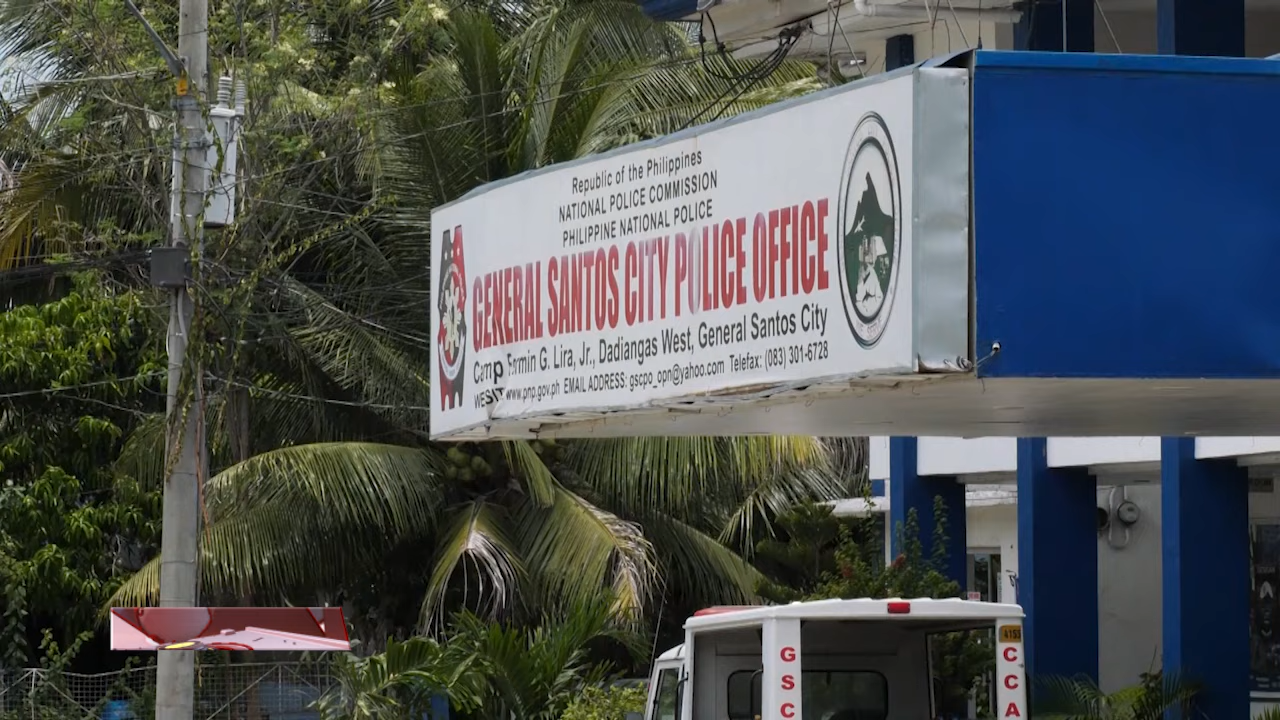 Republic of the Philippines
NATIONAL POLICE COMMISSION
PHILIPPINE NATIONAL POLICE
GENERAL SANTOS CITY POLICE OFFICE
Camp Fermin G. Lira, Jr., Dadiangas West, General Santos City
www.pnp.gov.ph EMAIL ADDRESS: gscpo_opn@yahoo.com Telefax: (083) 301-6728
GSC
CCA